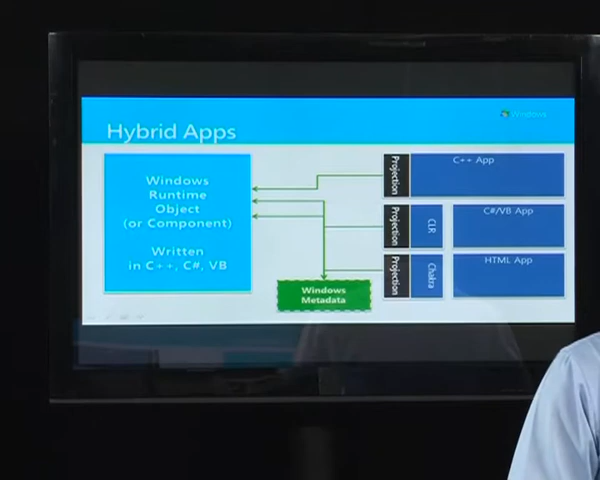 Windows
Hybrid Apps
Windows
Runtime
Object
(or Component)
Written
in C++, C#, VB
Projection
C++ App
Projection
CLR
C#/VB App
Projection
Chakra
HTML App
Windows
Metadata